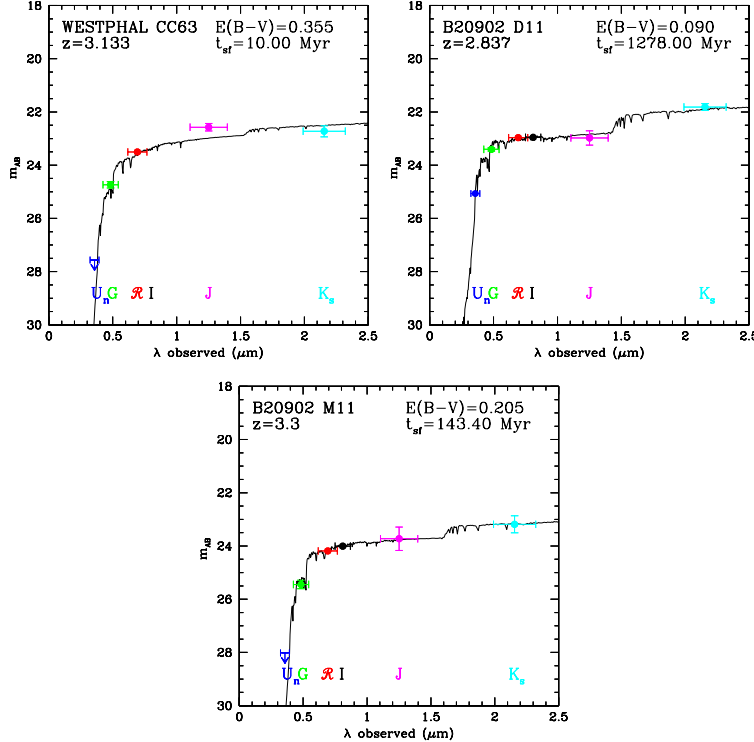 WESTPHAL CC63 E(B−V)=0.355
z=3.133 t_sf=10.00 Myr
18
20
22
24
26
28
30
m_AB
U_n G ℛ I J K_s
0 0.5 1 1.5 2 2.5
λ observed (μm)
B20902 D11 E(B−V)=0.090
z=2.837 t_sf=1278.00 Myr
18
20
22
24
26
28
30
m_AB
U_n G ℛ I J K_s
0 0.5 1 1.5 2 2.5
λ observed (μm)
B20902 M11 E(B−V)=0.205
z=3.3 t_sf=143.40 Myr
18
20
22
24
26
28
30
m_AB
U_n G ℛ I J K_s
0 0.5 1 1.5 2 2.5
λ observed (μm)